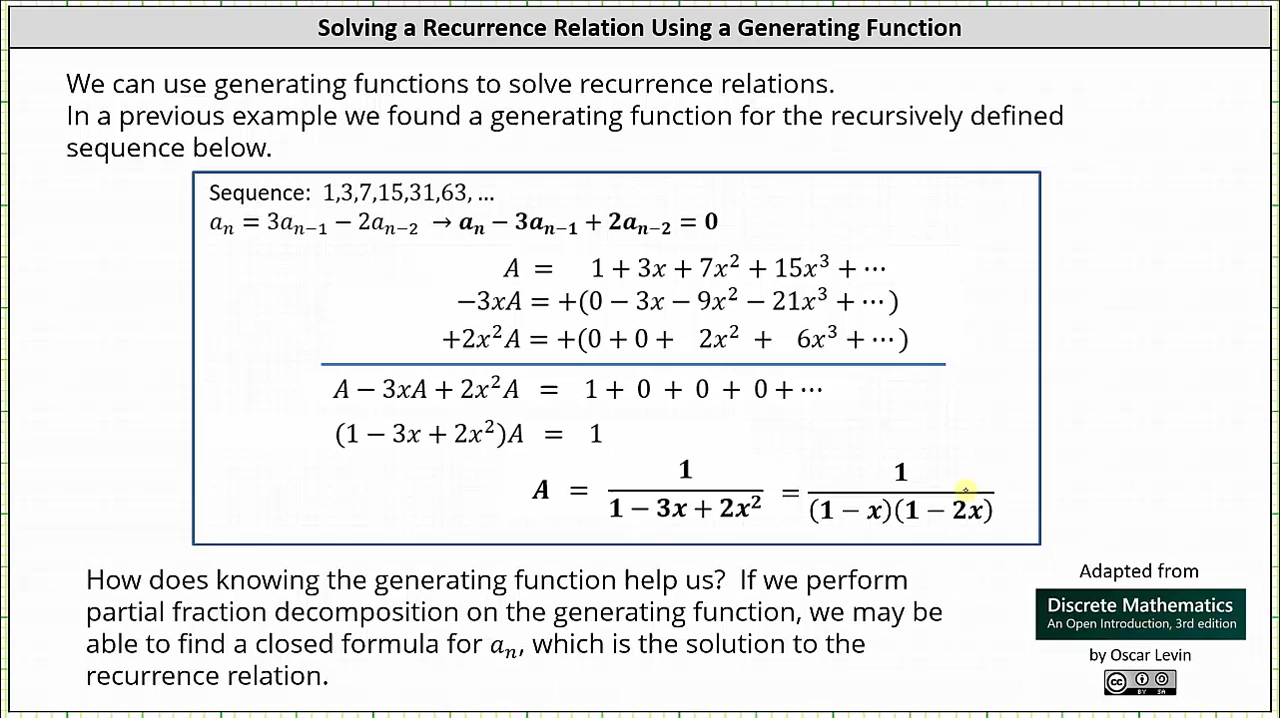 Solving a Recurrence Relation Using a Generating Function
We can use generating functions to solve recurrence relations.
In a previous example we found a generating function for the recursively defined
sequence below.
Sequence: 1,3,7,15,31,63, ...
aₙ = 3aₙ₋₁ − 2aₙ₋₂ → aₙ − 3aₙ₋₁ + 2aₙ₋₂ = 0
A = 1 + 3x + 7x² + 15x³ + ⋯
−3xA = +(0 − 3x − 9x² − 21x³ + ⋯)
+2x²A = +(0 + 0 + 2x² + 6x³ + ⋯)
A − 3xA + 2x²A = 1 + 0 + 0 + 0 + ⋯
(1 − 3x + 2x²)A = 1
A = 1/(1 − 3x + 2x²) = 1/((1 − x)(1 − 2x))
How does knowing the generating function help us? If we perform
partial fraction decomposition on the generating function, we may be
able to find a closed formula for aₙ, which is the solution to the
recurrence relation.
Adapted from
Discrete Mathematics
An Open Introduction, 3rd edition
by Oscar Levin
cc BY SA